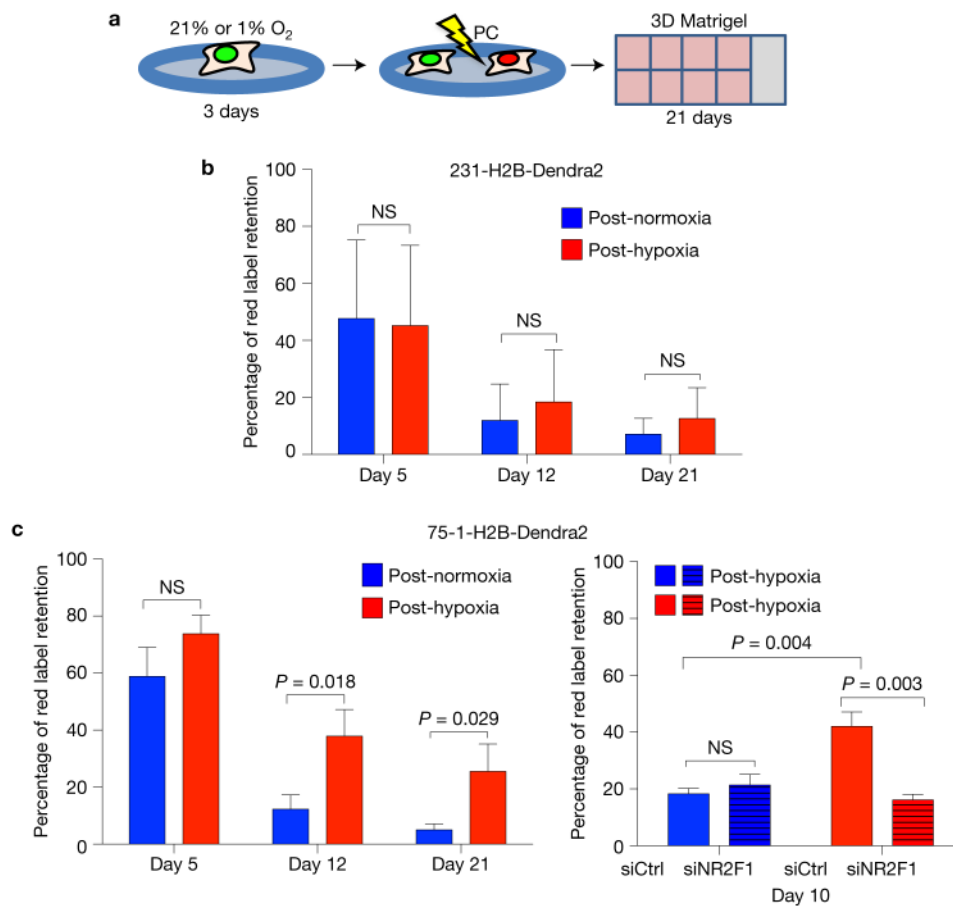 a
21% or 1% O₂
PC
3D Matrigel
3 days
21 days
b
231-H2B-Dendra2
Percentage of red label retention
100
80
60
40
20
0
NS
NS
NS
Post-normoxia
Post-hypoxia
Day 5
Day 12
Day 21
c
75-1-H2B-Dendra2
Percentage of red label retention
100
80
60
40
20
0
NS
P = 0.018
P = 0.029
Post-normoxia
Post-hypoxia
Day 5
Day 12
Day 21
Percentage of red label retention
100
80
60
40
20
0
Post-hypoxia
Post-hypoxia
P = 0.004
P = 0.003
NS
siCtrl siNR2F1 siCtrl siNR2F1
Day 10